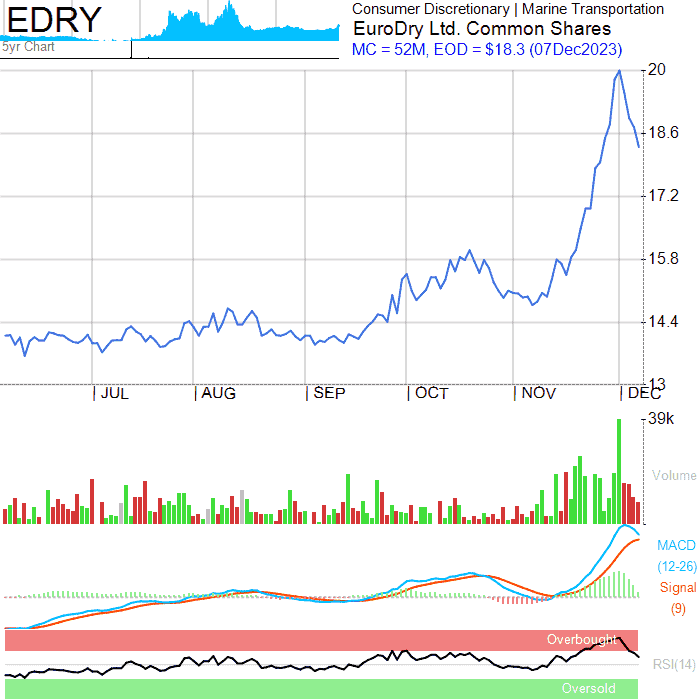 EDRY
5yr Chart
Consumer Discretionary | Marine Transportation
EuroDry Ltd. Common Shares
MC = 52M, EOD = $18.3 (07Dec2023)
20
18.6
17.2
15.8
14.4
13
JUL AUG SEP OCT NOV DEC
39k
Volume
MACD
(12-26)
Signal
(9)
Overbought
RSI(14)
Oversold